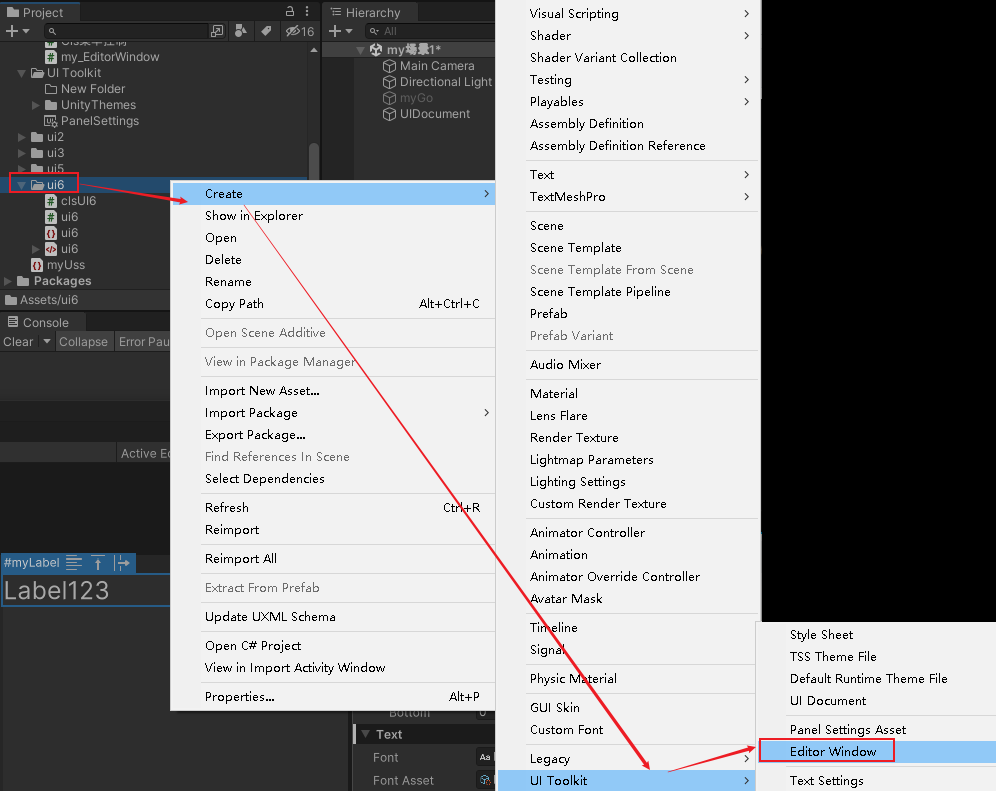 Project
16
Hierarchy
All
my_EditorWindow
UI Toolkit
New Folder
UnityThemes
PanelSettings
ui2
ui3
ui5
ui6
clsUI6
ui6
ui6
ui6
myUss
Packages
Assets/ui6
my场景1*
Main Camera
Directional Light
myGo
UIDocument
Console
Clear
Collapse
Error Pau
Active Ed
#myLabel
Label123
Create
Show in Explorer
Open
Delete
Rename
Copy Path Alt+Ctrl+C
Open Scene Additive
View in Package Manager
Import New Asset...
Import Package
Export Package...
Find References In Scene
Select Dependencies
Refresh Ctrl+R
Reimport
Reimport All
Extract From Prefab
Update UXML Schema
Open C# Project
View in Import Activity Window
Properties... Alt+P
Bottom 0
Text
Font Aa
Font Asset
Visual Scripting
Shader
Shader Variant Collection
Testing
Playables
Assembly Definition
Assembly Definition Reference
Text
TextMeshPro
Scene
Scene Template
Scene Template From Scene
Scene Template Pipeline
Prefab
Prefab Variant
Audio Mixer
Material
Lens Flare
Render Texture
Lightmap Parameters
Lighting Settings
Custom Render Texture
Animator Controller
Animation
Animator Override Controller
Avatar Mask
Timeline
Signal
Physic Material
GUI Skin
Custom Font
Legacy
UI Toolkit
Style Sheet
TSS Theme File
Default Runtime Theme File
UI Document
Panel Settings Asset
Editor Window
Text Settings